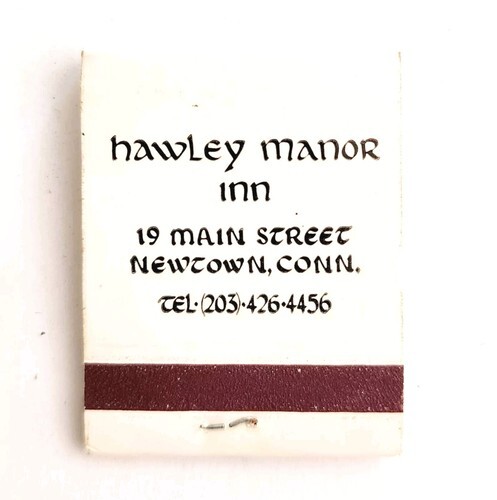 hawley manor
inn
19 MAIN STREET
NEWTOWN, CONN.
TEL·(203)·426·4456